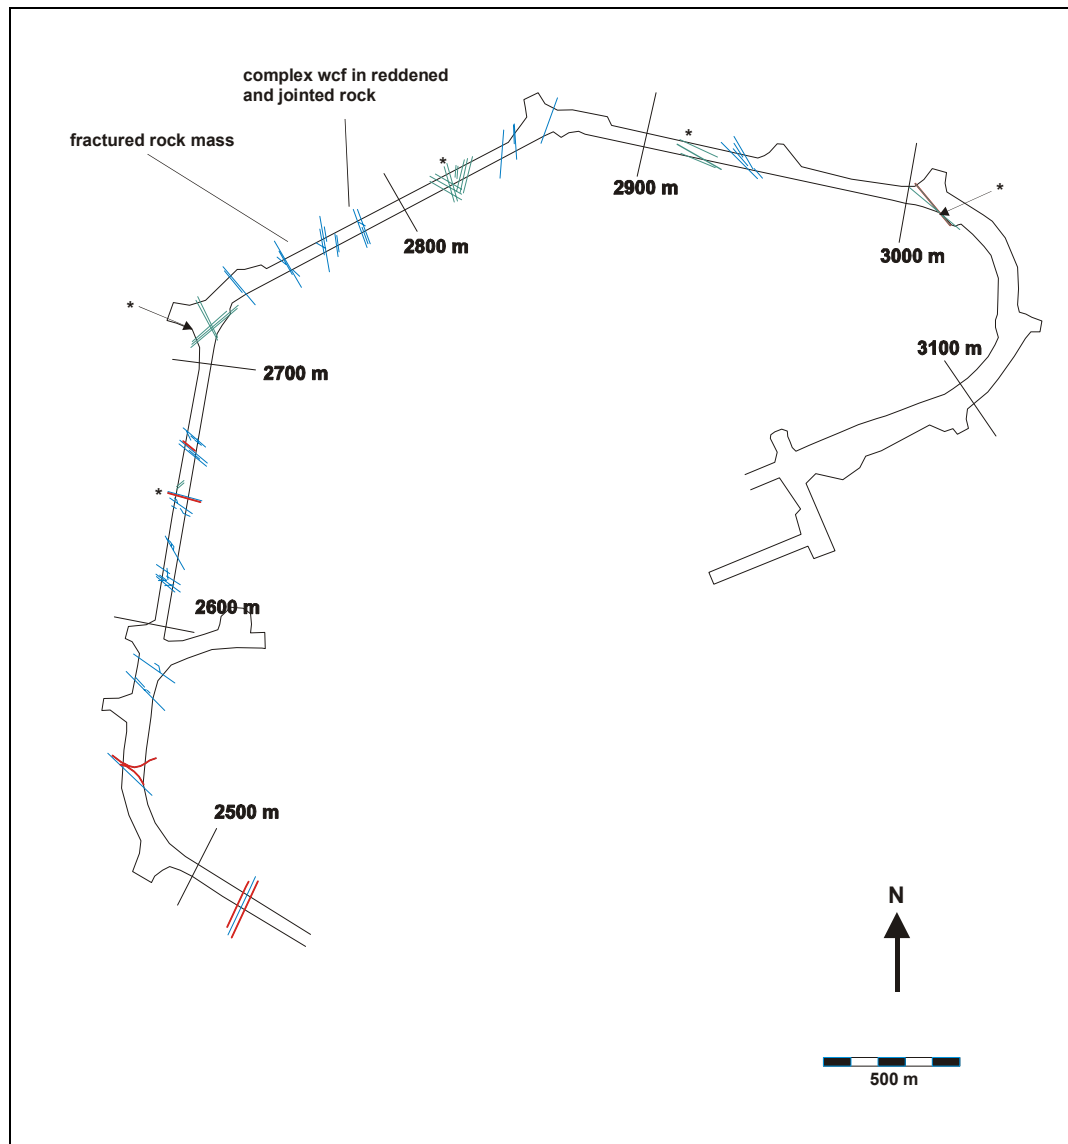 complex wcf in reddened
and jointed rock
fractured rock mass
*
*
2900 m
*
2800 m
3000 m
*
3100 m
2700 m
*
2600 m
2500 m
N
500 m